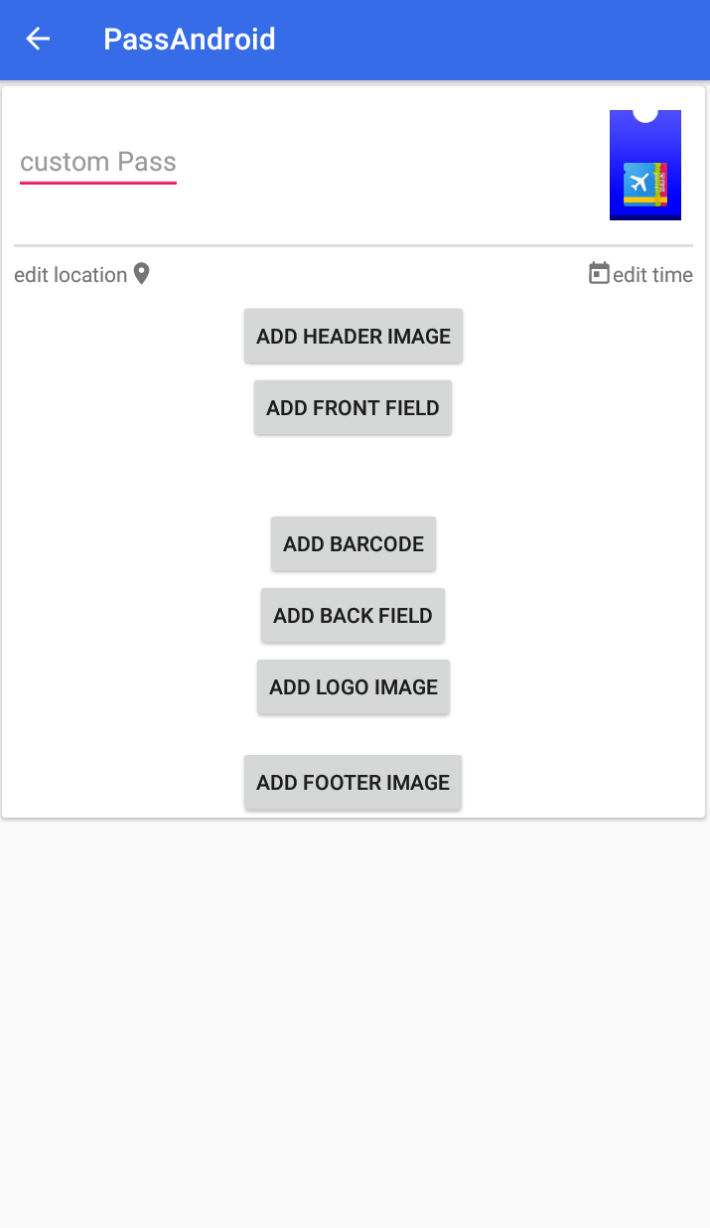 PassAndroid
custom Pass
edit location
edit time
ADD HEADER IMAGE
ADD FRONT FIELD
ADD BARCODE
ADD BACK FIELD
ADD LOGO IMAGE
ADD FOOTER IMAGE